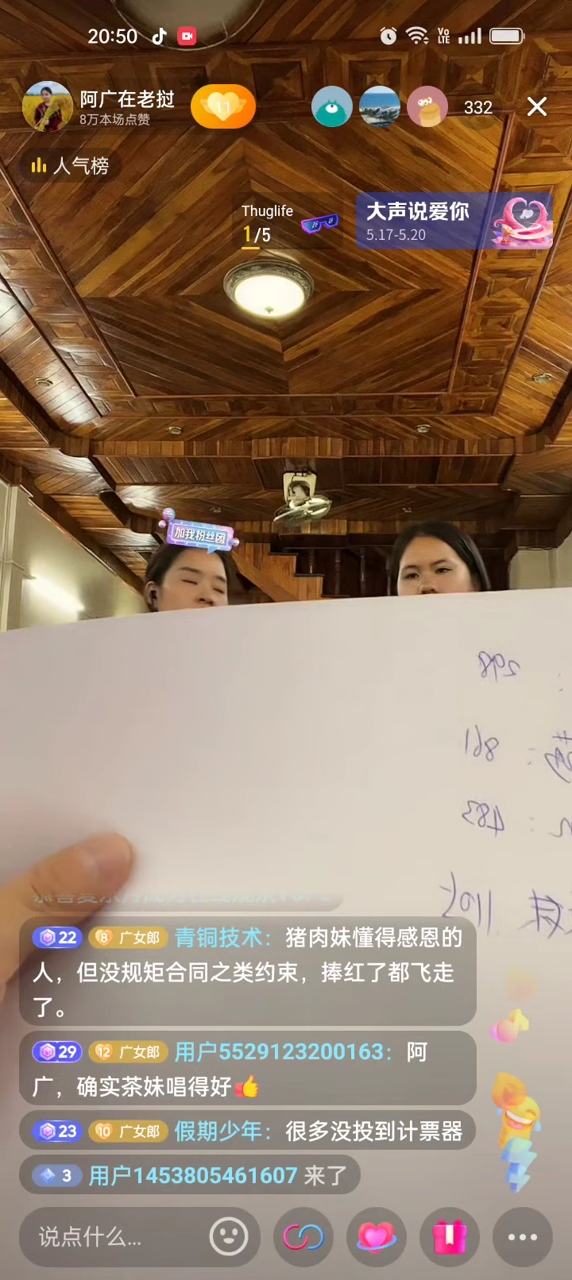 20:50
Vo LTE
阿广在老挝
8万本场点赞
11
332
人气榜
Thuglife
1/5
大声说爱你
5.17-5.20
加我粉丝团
: 298
: 861
: 483
1105
22 8 广女郎 青铜技术：猪肉妹懂得感恩的
人，但没规矩合同之类约束，捧红了都飞走
了。
29 12 广女郎 用户5529123200163：阿
广，确实茶妹唱得好👍
23 10 广女郎 假期少年：很多没投到计票器
3 用户1453805461607 来了
说点什么...